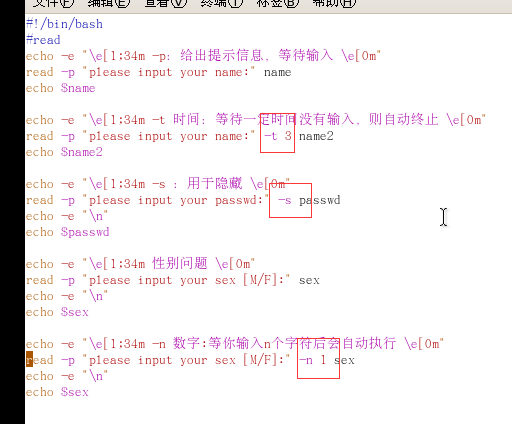 文件(F) 编辑(E) 查看(V) 终端(T) 标签(B) 帮助(H)
#!/bin/bash
#read
echo -e "\e[1:34m -p: 给出提示信息，等待输入 \e[0m"
read -p "please input your name:" name
echo $name
echo -e "\e[1:34m -t 时间: 等待一定时间没有输入，则自动终止 \e[0m"
read -p "please input your name:" -t 3 name2
echo $name2
echo -e "\e[1:34m -s : 用于隐藏 \e[0m"
read -p "please input your passwd:" -s passwd
echo -e "\n"
echo $passwd
echo -e "\e[1:34m 性别问题 \e[0m"
read -p "please input your sex [M/F]:" sex
echo -e "\n"
echo $sex
echo -e "\e[1:34m -n 数字:等你输入n个字符后会自动执行 \e[0m"
read -p "please input your sex [M/F]:" -n 1 sex
echo -e "\n"
echo $sex